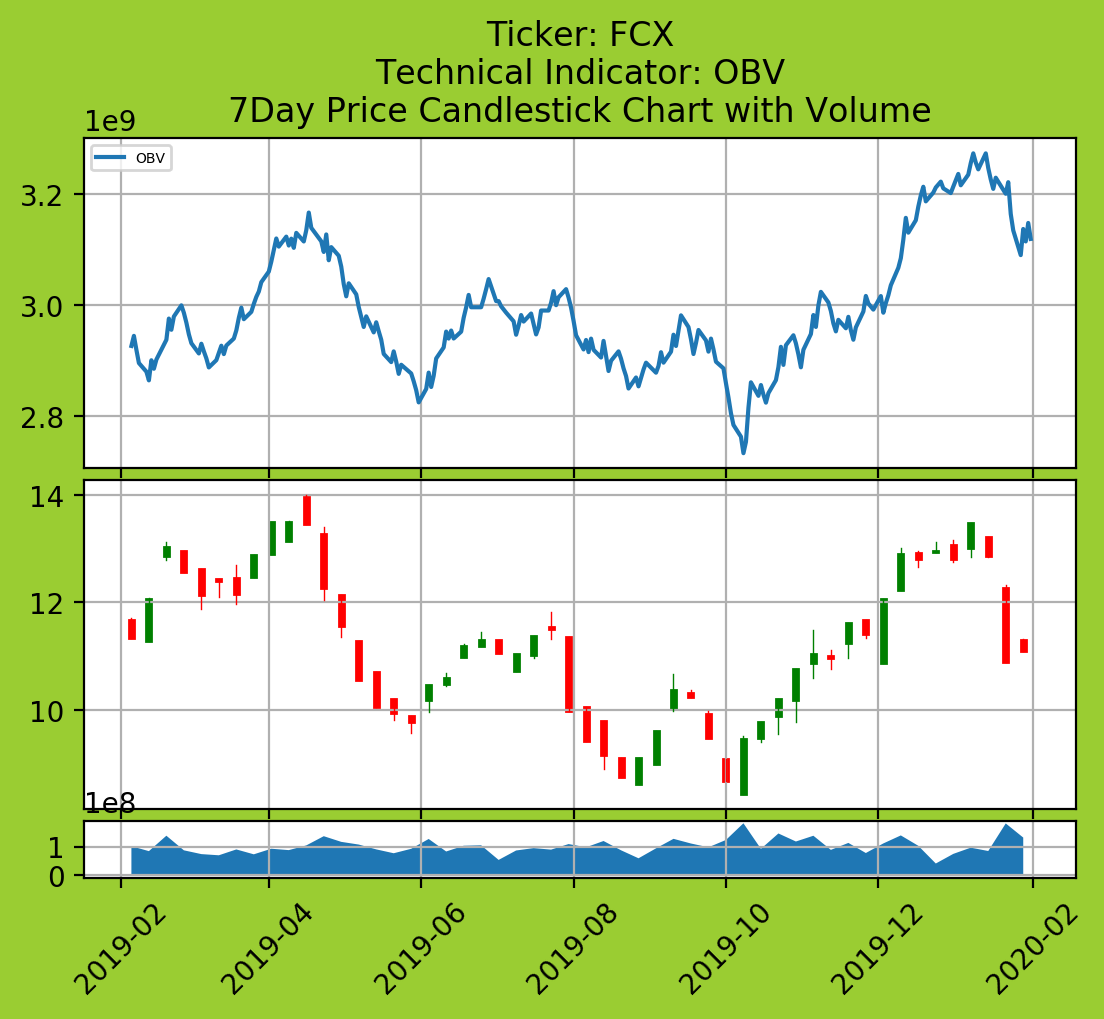 Ticker: FCX
Technical Indicator: OBV
7Day Price Candlestick Chart with Volume
1e9
OBV
3.2
3.0
2.8
14
12
10
1e8
1
0
2019-02
2019-04
2019-06
2019-08
2019-10
2019-12
2020-02